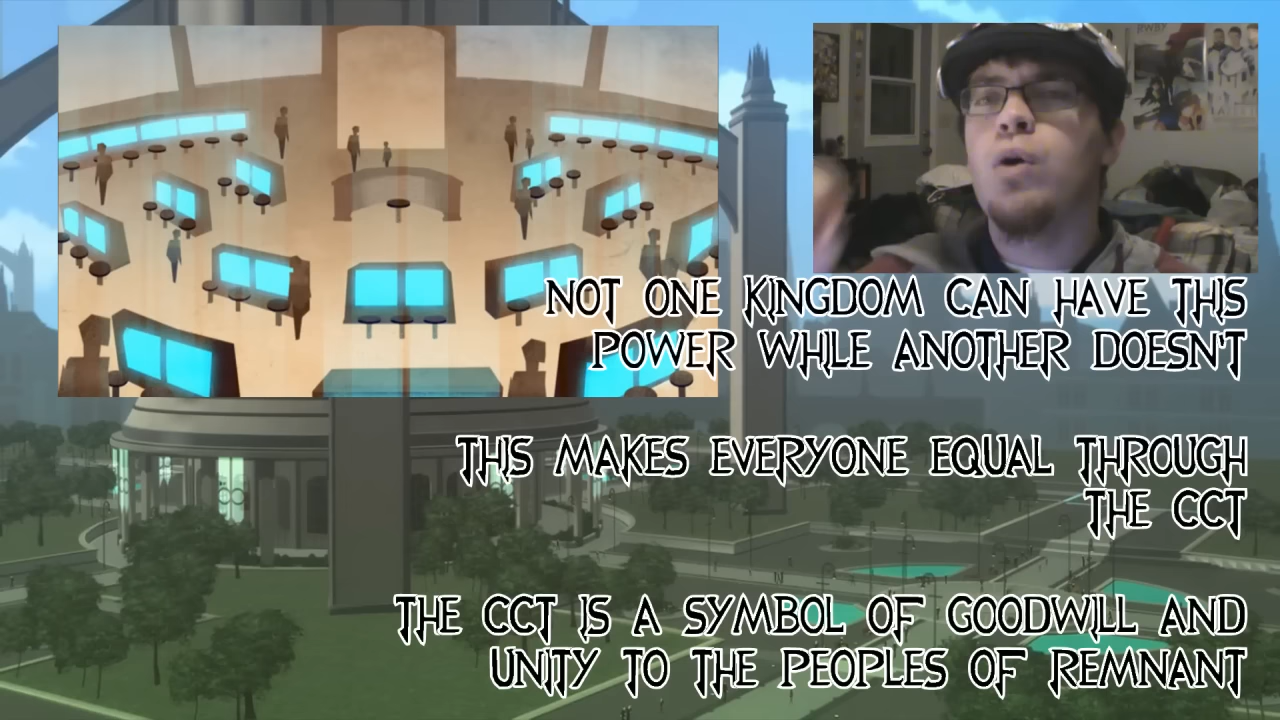 RWBY
NOT ONE KINGDOM CAN HAVE THIS
POWER WHILE ANOTHER DOESN'T
THIS MAKES EVERYONE EQUAL THROUGH
THE CCT
THE CCT IS A SYMBOL OF GOODWILL AND
UNITY TO THE PEOPLES OF REMNANT